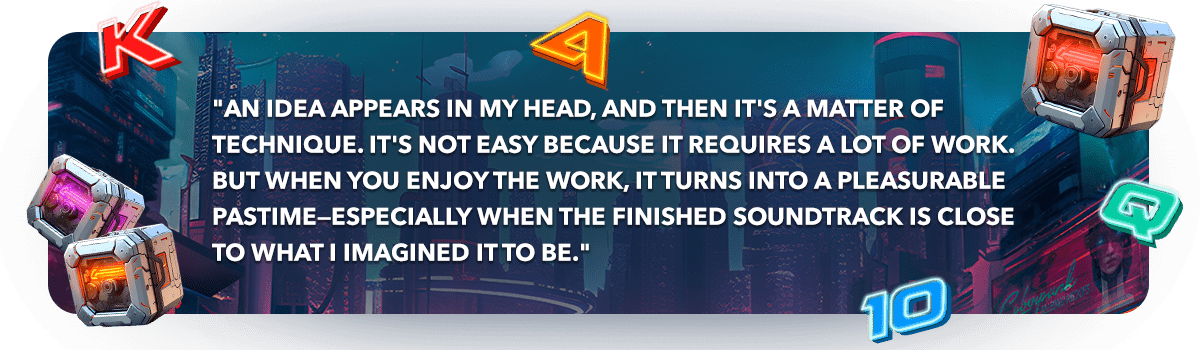 K
A
"AN IDEA APPEARS IN MY HEAD, AND THEN IT'S A MATTER OF
TECHNIQUE. IT'S NOT EASY BECAUSE IT REQUIRES A LOT OF WORK.
BUT WHEN YOU ENJOY THE WORK, IT TURNS INTO A PLEASURABLE
PASTIME—ESPECIALLY WHEN THE FINISHED SOUNDTRACK IS CLOSE
TO WHAT I IMAGINED IT TO BE."
Q
10